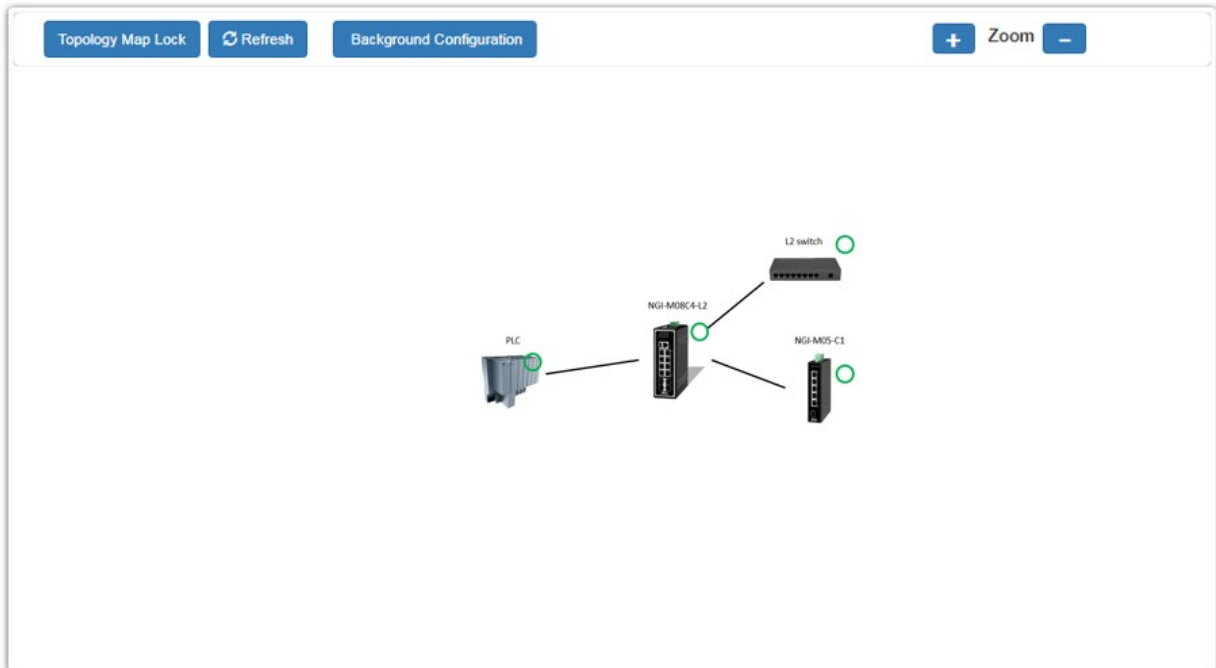 Topology Map Lock
Refresh
Background Configuration
+ Zoom -
L2 switch
NGI-M08C4-L2
PLC
NGI-M05-C1